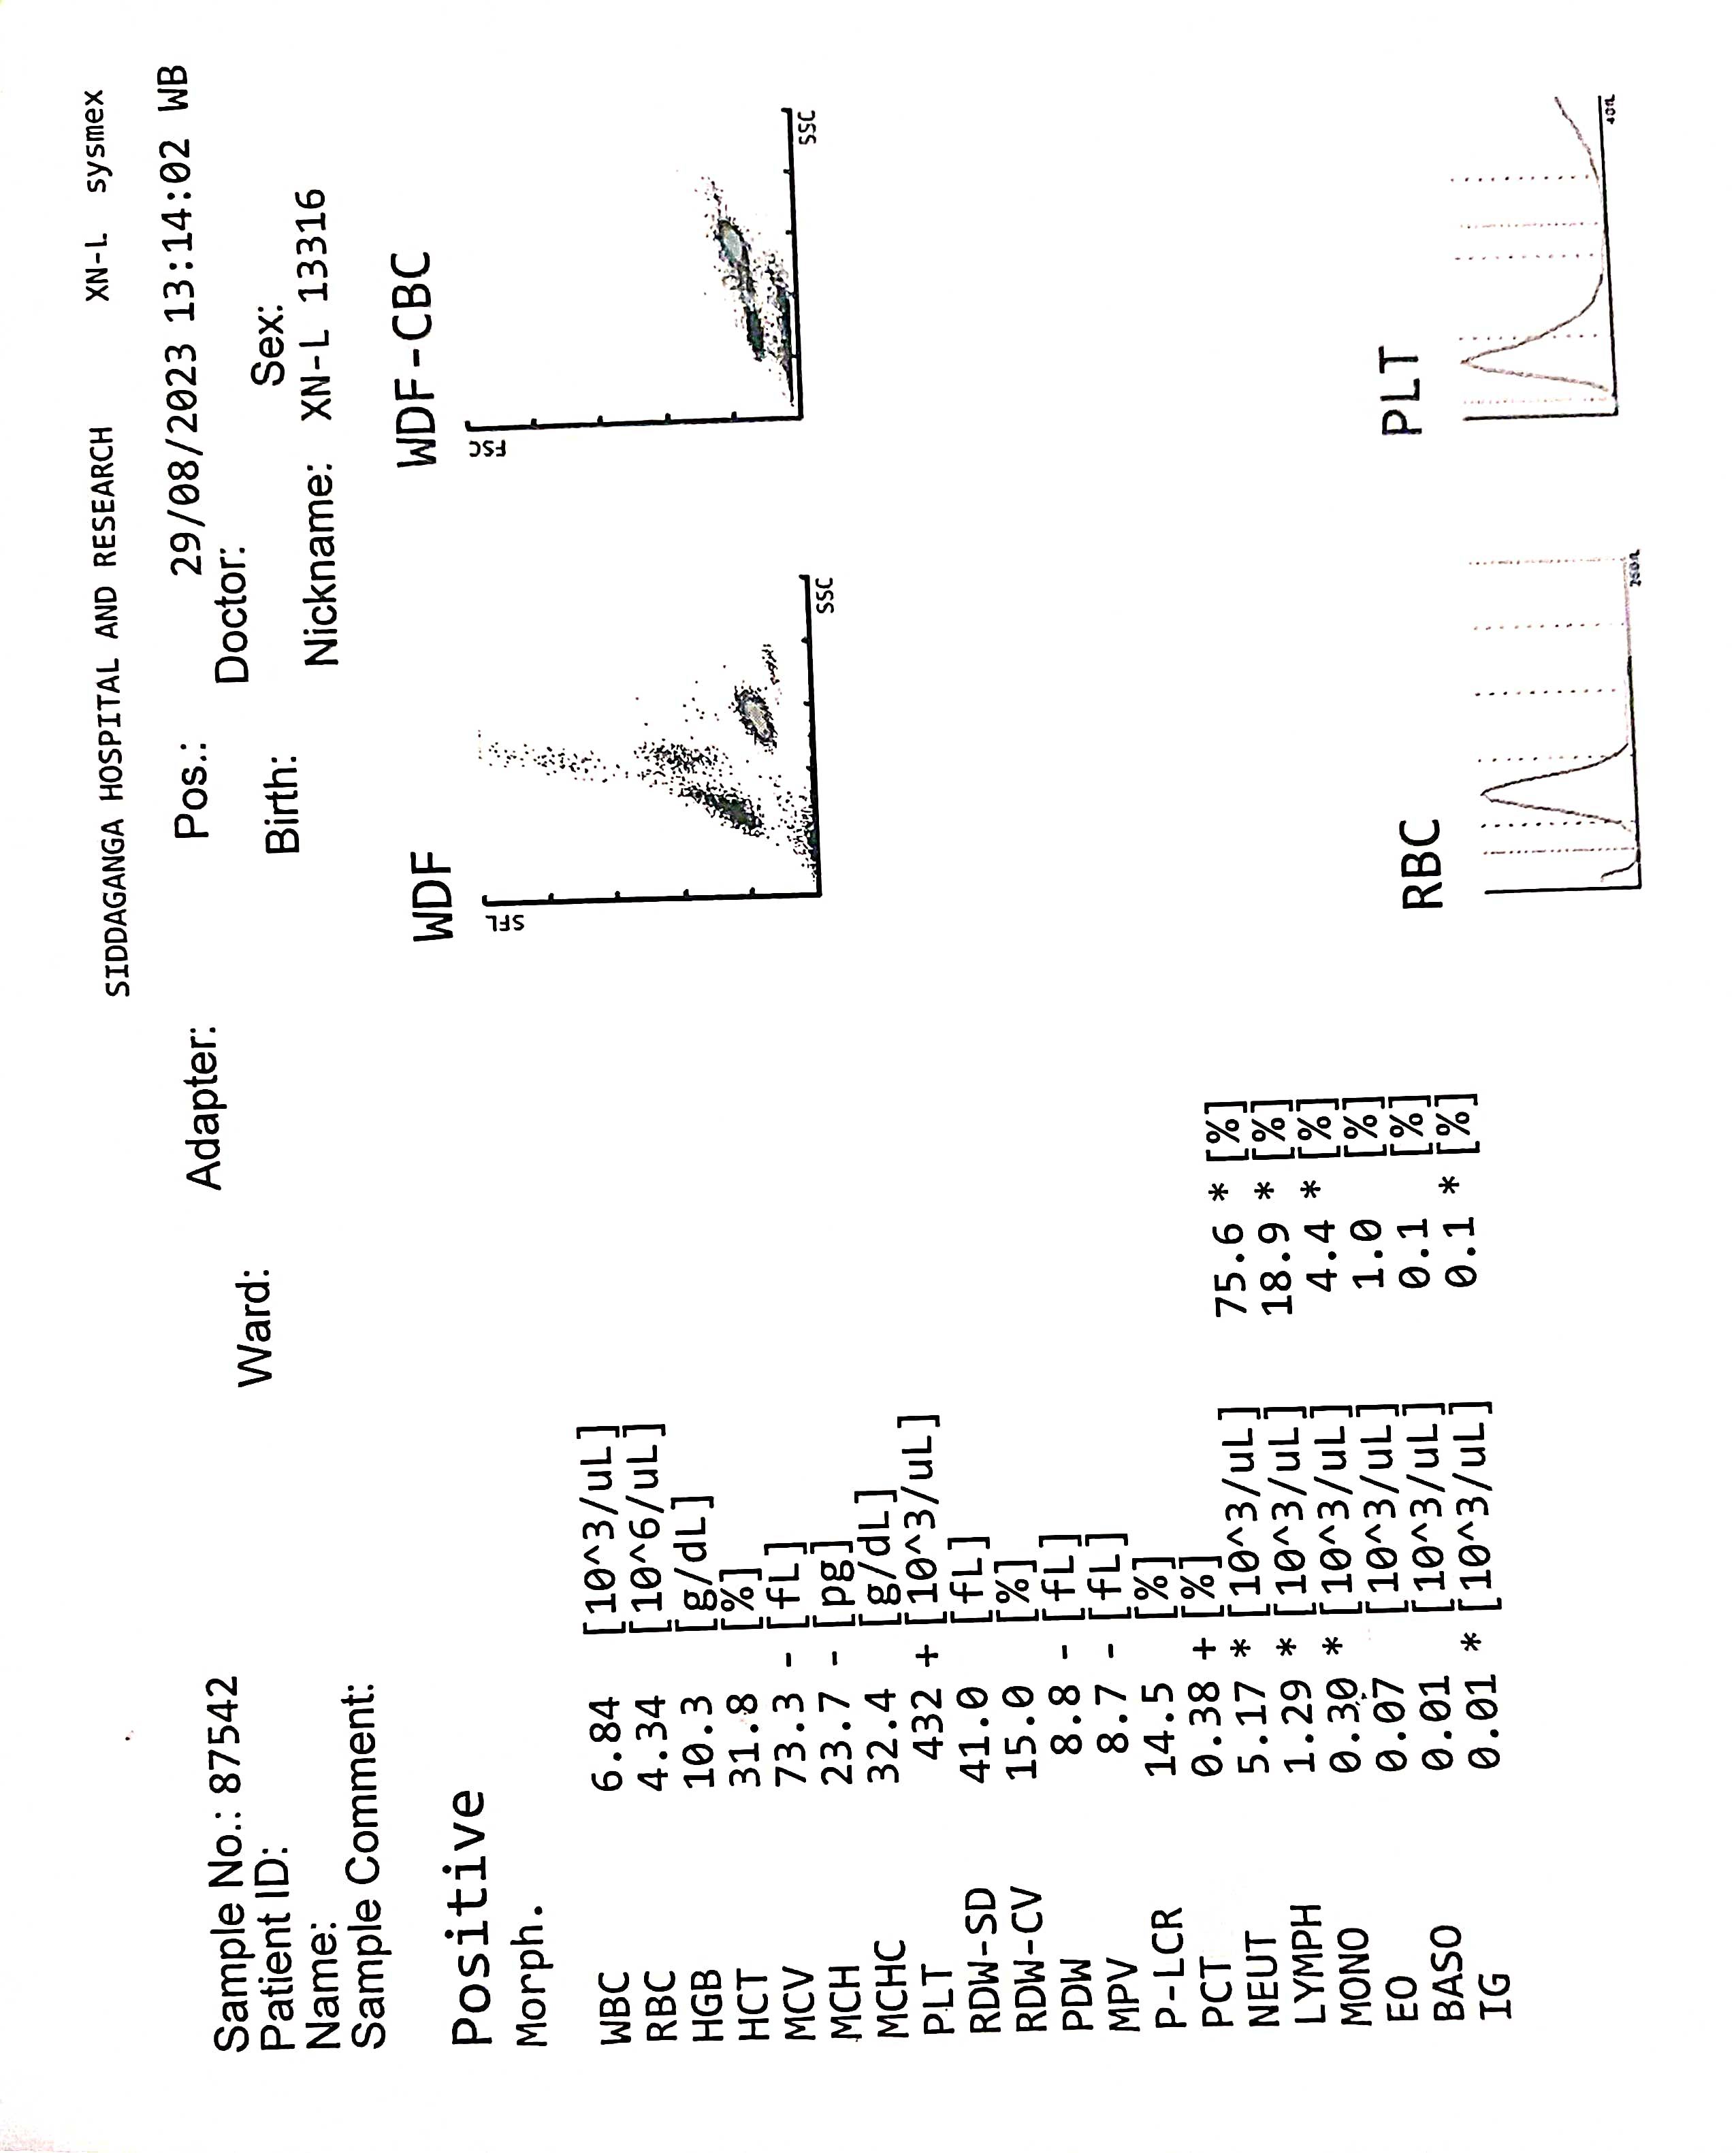 SIDDAGANGA HOSPITAL AND RESEARCH XN-L sysmex
Sample No.: 87542 Adapter: Pos.: 29/08/2023 13:14:02 WB
Patient ID: Ward: Doctor:
Name: Birth: Sex:
Sample Comment: Nickname: XN-L 13316
Positive
Morph.
WBC 6.84 [10^3/uL]
RBC 4.34 [10^6/uL]
HGB 10.3 [g/dL]
HCT 31.8 [%]
MCV 73.3 - [fL]
MCH 23.7 - [pg]
MCHC 32.4 [g/dL]
PLT 432 + [10^3/uL]
RDW-SD 41.0 [fL]
RDW-CV 15.0 [%]
PDW 8.8 - [fL]
MPV 8.7 - [fL]
P-LCR 14.5 [%]
PCT 0.38 + [%]
NEUT 5.17 * [10^3/uL] 75.6 * [%]
LYMPH 1.29 * [10^3/uL] 18.9 * [%]
MONO 0.30 * [10^3/uL] 4.4 * [%]
EO 0.07 [10^3/uL] 1.0 [%]
BASO 0.01 [10^3/uL] 0.1 [%]
IG 0.01 * [10^3/uL] 0.1 * [%]
WDF
SFL
SSC
WDF-CBC
FSC
SSC
RBC
250fL
PLT
40fL